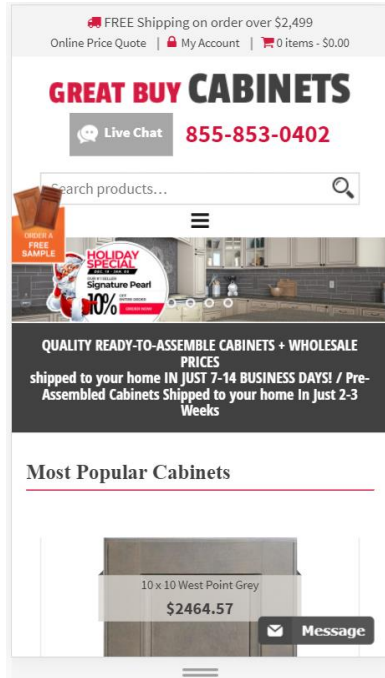 FREE Shipping on order over $2,499
Online Price Quote | My Account | 0 items - $0.00
GREAT BUY CABINETS
Live Chat 855-853-0402
Search products...
ORDER A
FREE
SAMPLE
HOLIDAY
SPECIAL
Signature Pearl
10%
ORDER NOW
QUALITY READY-TO-ASSEMBLE CABINETS + WHOLESALE
PRICES
shipped to your home IN JUST 7-14 BUSINESS DAYS! / Pre-
Assembled Cabinets Shipped to your home In Just 2-3
Weeks
Most Popular Cabinets
10 x 10 West Point Grey
$2464.57
Message